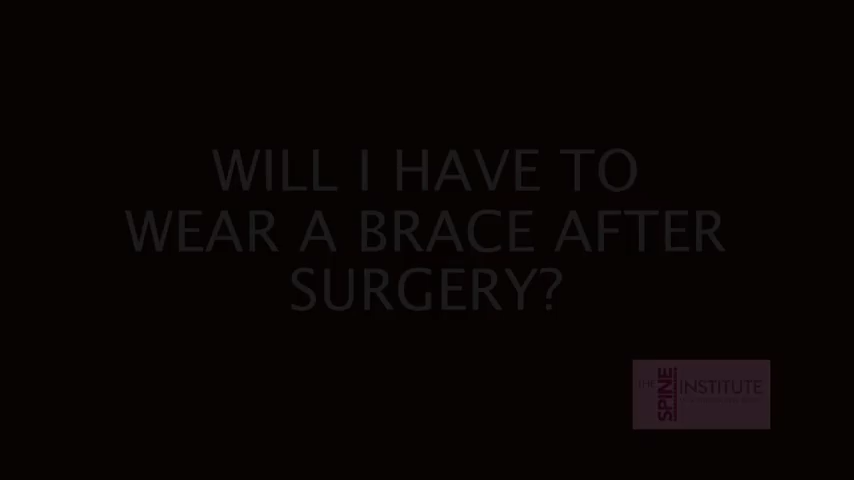 WILL I HAVE TO
WEAR A BRACE AFTER
SURGERY?
THE SPINE INSTITUTE